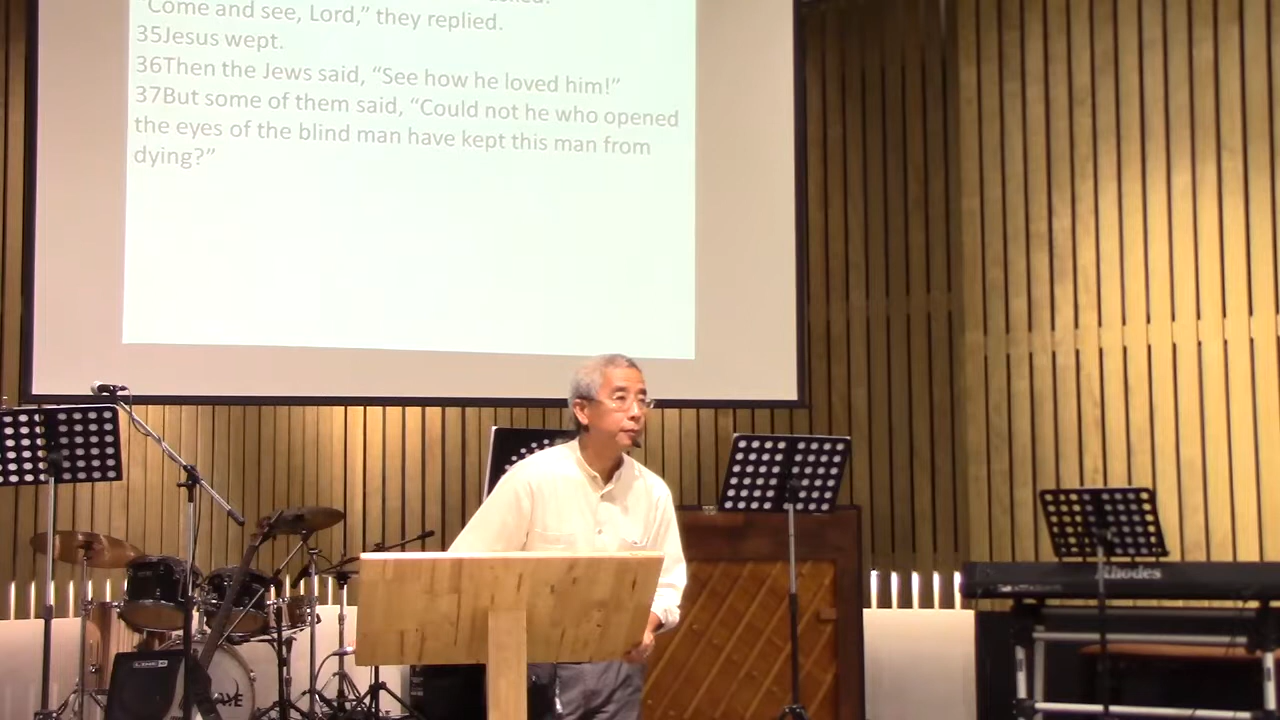 “Come and see, Lord,” they replied.
35Jesus wept.
36Then the Jews said, “See how he loved him!”
37But some of them said, “Could not he who opened
the eyes of the blind man have kept this man from
dying?”
Rhodes
LINE 6